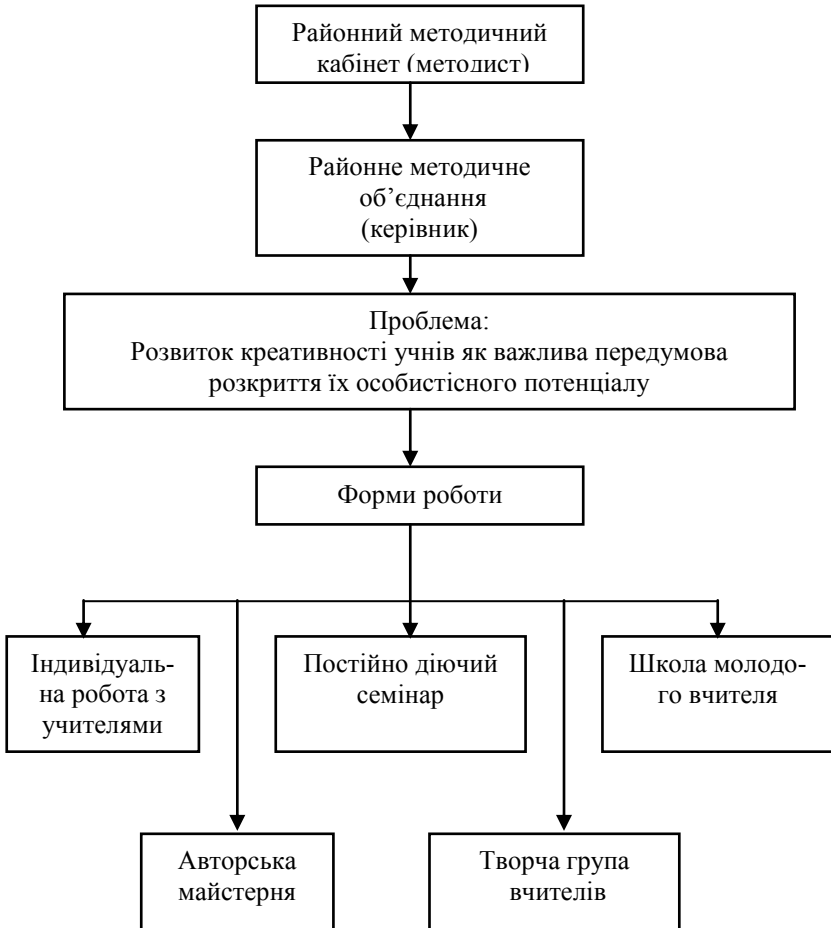 Районний методичний
кабінет (методист)
Районне методичне
об’єднання
(керівник)
Проблема:
Розвиток креативності учнів як важлива передумова
розкриття їх особистісного потенціалу
Форми роботи
Індивідуаль-
на робота з
учителями
Постійно діючий
семінар
Школа молодо-
го вчителя
Авторська
майстерня
Творча група
вчителів